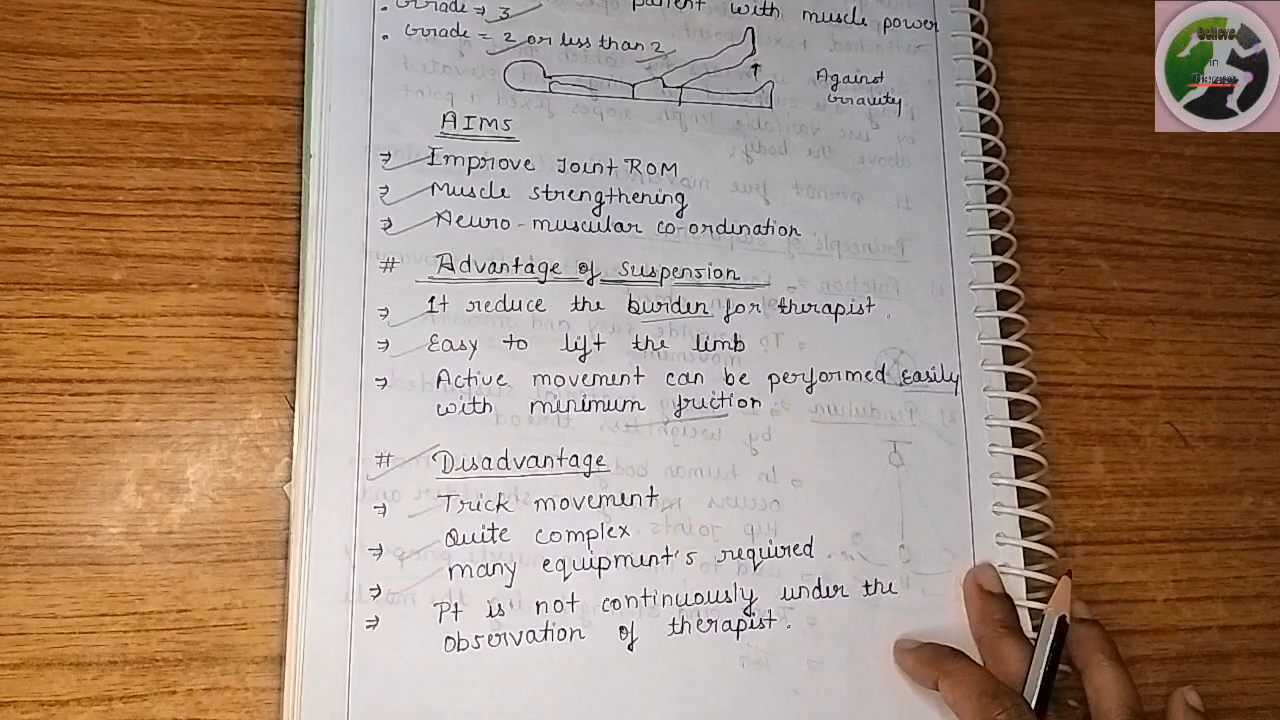 . Grade => 3 patient with muscle power
. Grade = 2 or less than 2
Against
Gravity
AIMS
=> Improve Joint ROM
=> Muscle strengthening
=> Neuro-muscular co-ordination
# Advantage of suspension
=> It reduce the burden for therapist.
=> Easy to lift the limb
=> Active movement can be performed easily
with minimum friction
# Disadvantage
=> Trick movement
=> Quite complex
=> many equipment's required.
=> Pt is not continuously under the
observation of therapist.
Believe
in
Therapy